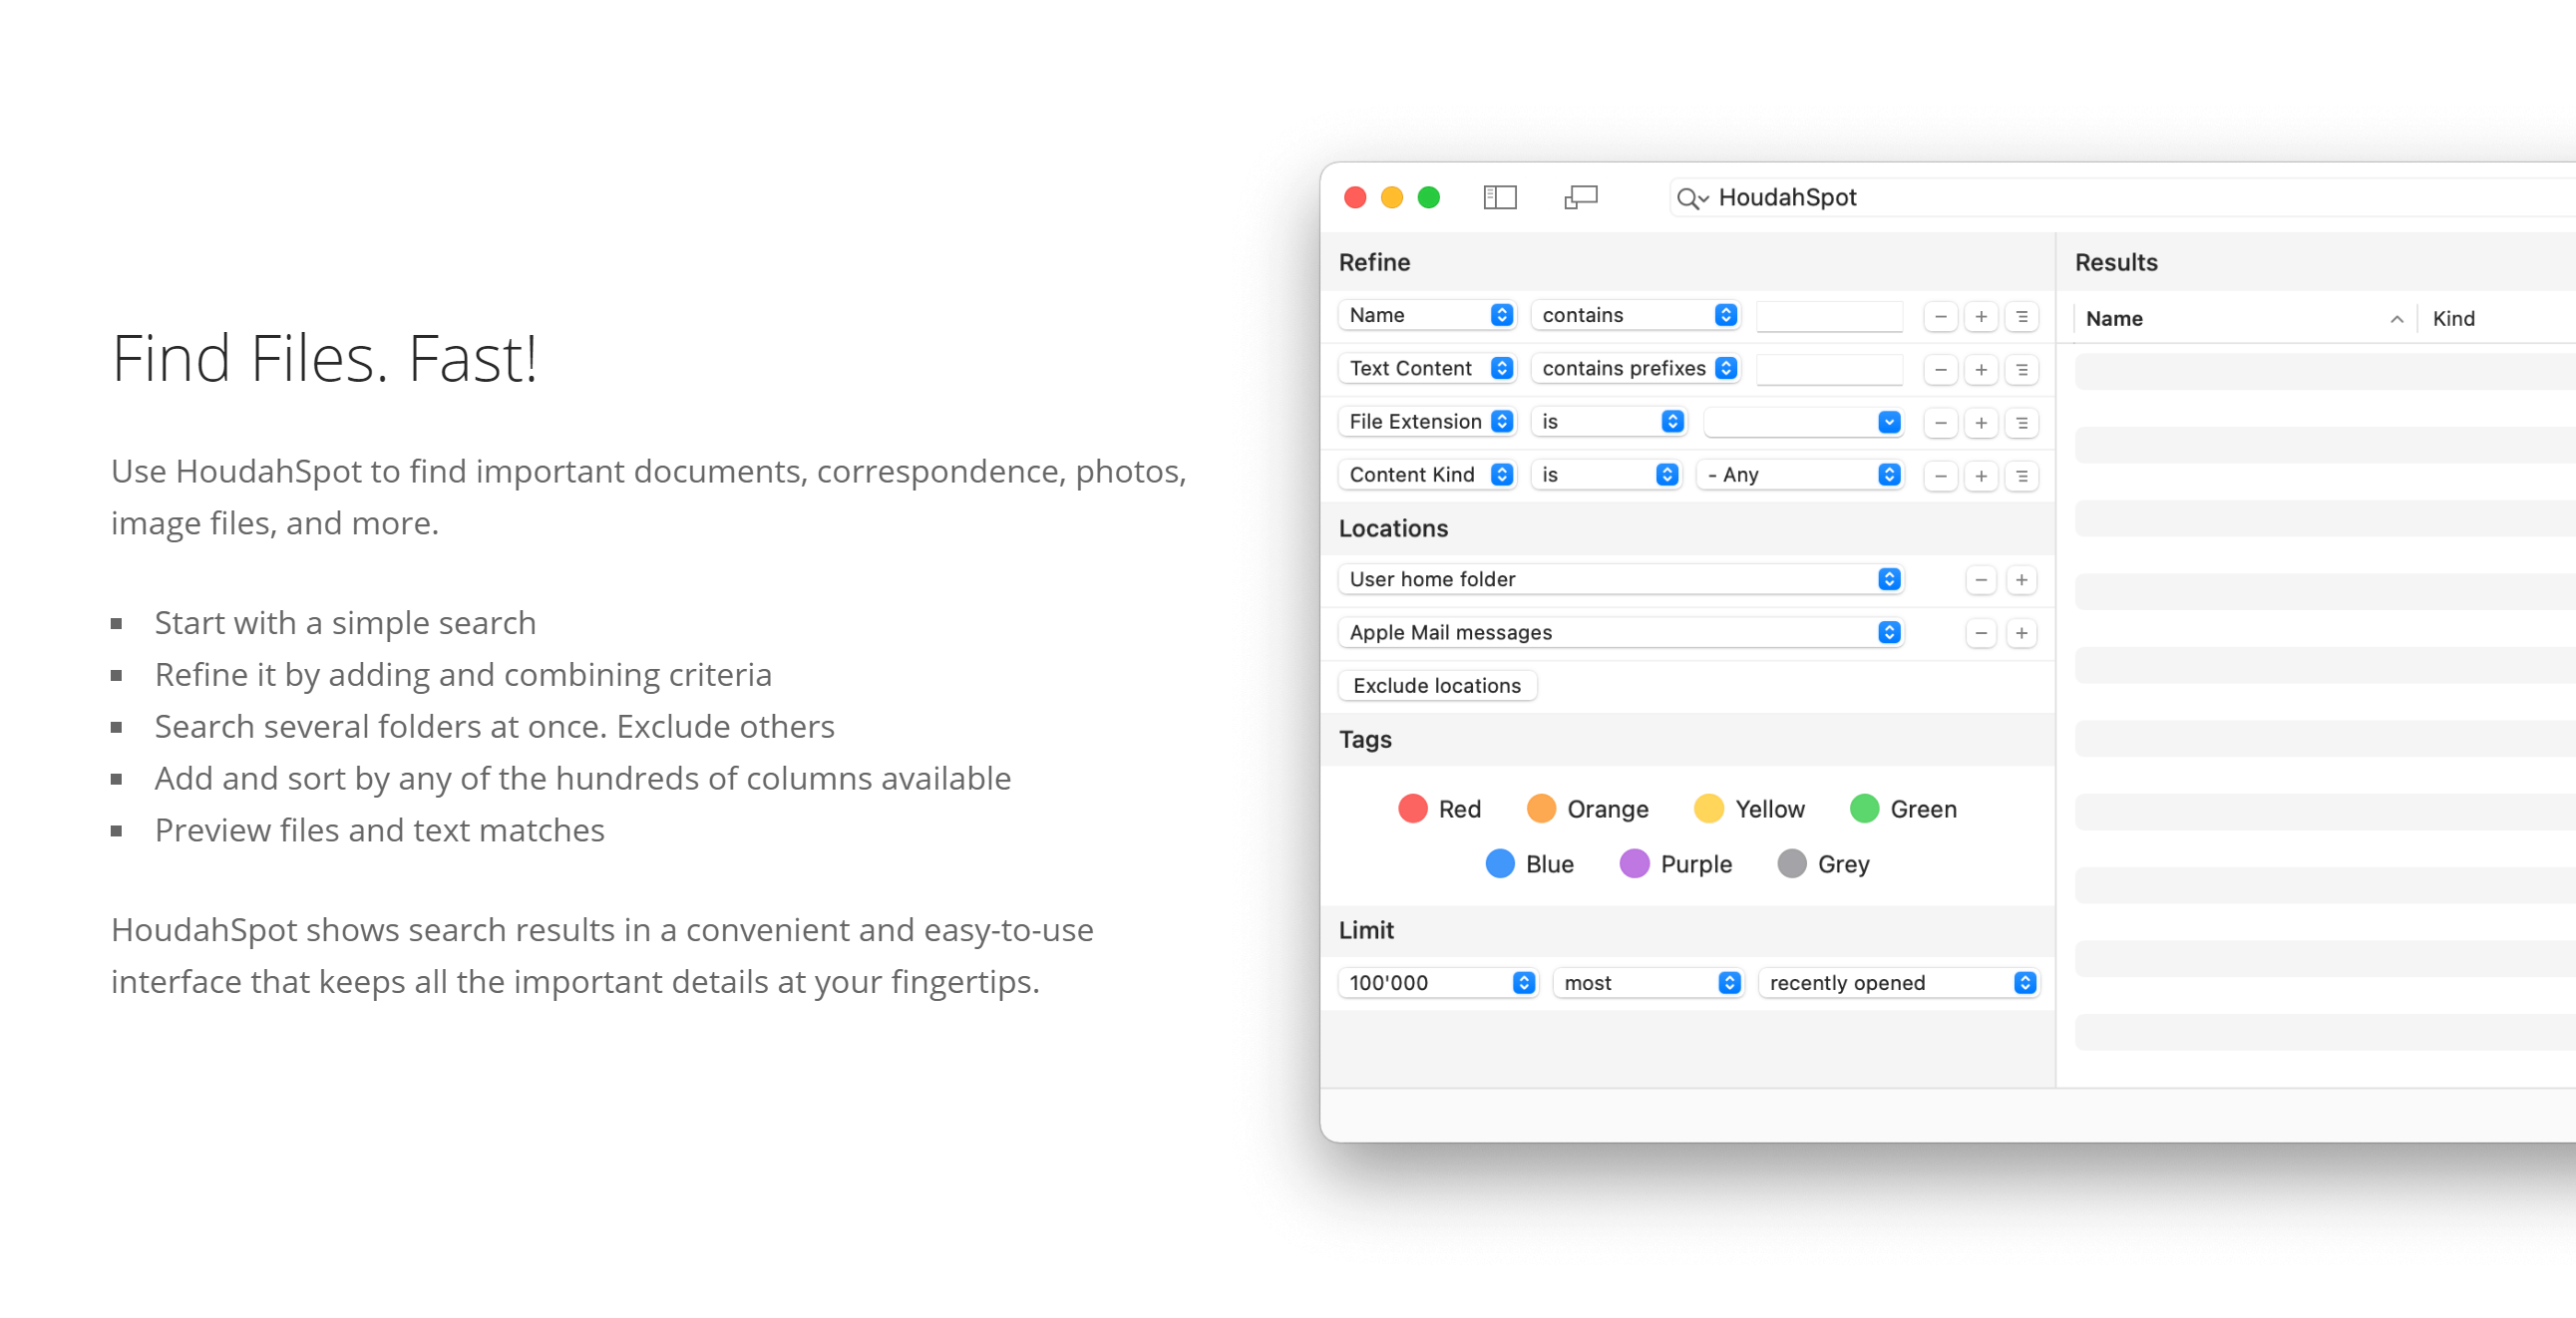 Find Files. Fast!
Use HoudahSpot to find important documents, correspondence, photos,
image files, and more.
Start with a simple search
Refine it by adding and combining criteria
Search several folders at once. Exclude others
Add and sort by any of the hundreds of columns available
Preview files and text matches
HoudahSpot shows search results in a convenient and easy-to-use
interface that keeps all the important details at your fingertips.
HoudahSpot
Refine
Name contains
Text Content contains prefixes
File Extension is
Content Kind is - Any
Locations
User home folder
Apple Mail messages
Exclude locations
Tags
Red Orange Yellow Green
Blue Purple Grey
Limit
100'000 most recently opened
Results
Name Kind